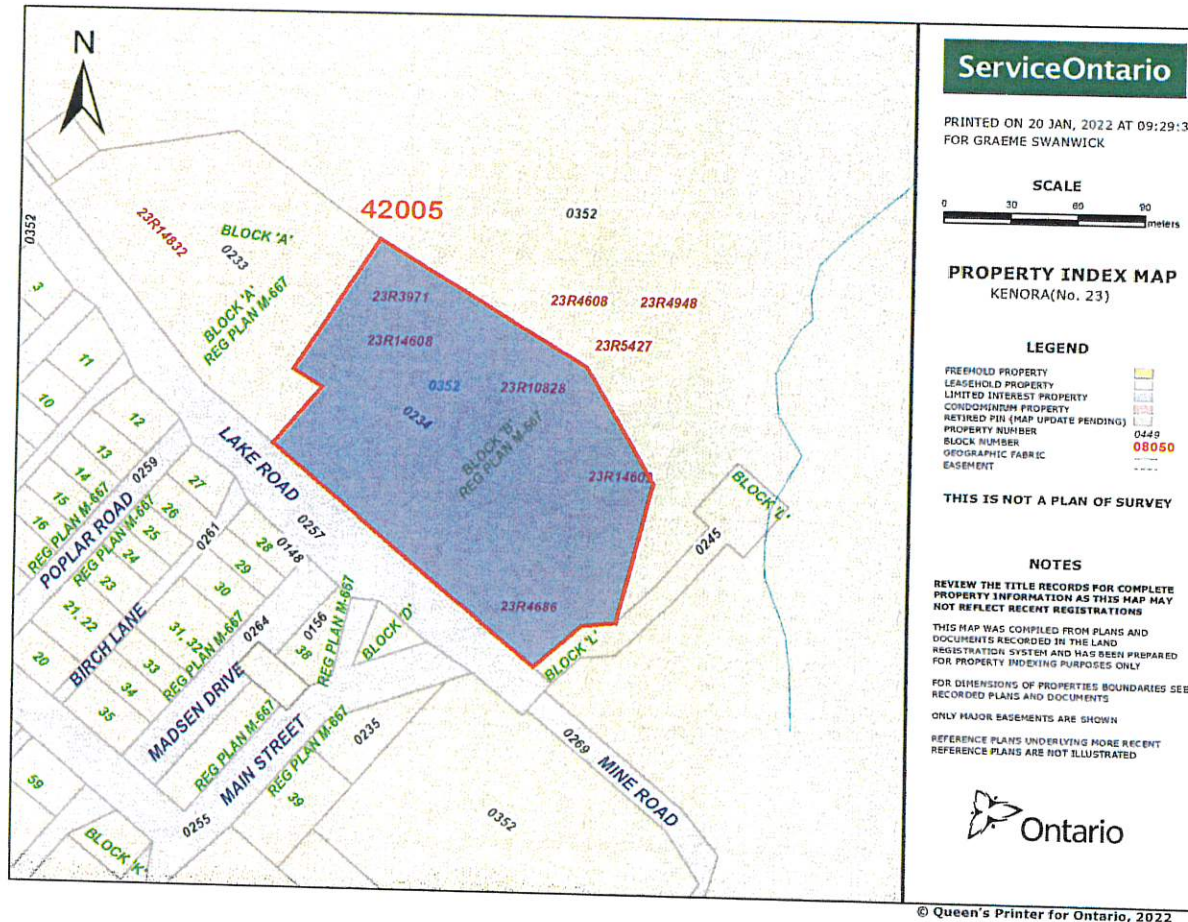 N
42005
0352
0352
23R14832
BLOCK 'A'
0233
BLOCK 'A'
REG PLAN M-667
23R3971
23R4608
23R4948
23R14608
23R5427
0352
23R10828
0234
BLOCK 'B'
REG PLAN M-667
3
11
10
12
13
14
15
16
0259
REG PLAN M-667
POPLAR ROAD
REG PLAN M-667
LAKE ROAD
0257
27
26
25
24
23
21, 22
20
0261
BIRCH LANE
28
0148
29
30
31, 32
33
34
35
REG PLAN M-667
0264
0156
38
REG PLAN M-667
BLOCK 'D'
MADSEN DRIVE
REG PLAN M-667
MAIN STREET
REG PLAN M-667
0235
39
0255
59
BLOCK 'K'
0352
23R4686
BLOCK 'L'
0245
BLOCK 'L'
0269
MINE ROAD
ServiceOntario
PRINTED ON 20 JAN, 2022 AT 09:29:3
FOR GRAEME SWANWICK
SCALE
0 30 60 90
meters
PROPERTY INDEX MAP
KENORA(No. 23)
LEGEND
FREEHOLD PROPERTY
LEASEHOLD PROPERTY
LIMITED INTEREST PROPERTY
CONDOMINIUM PROPERTY
RETIRED PIN (MAP UPDATE PENDING)
PROPERTY NUMBER 0449
BLOCK NUMBER 08050
GEOGRAPHIC FABRIC
EASEMENT
THIS IS NOT A PLAN OF SURVEY
NOTES
REVIEW THE TITLE RECORDS FOR COMPLETE
PROPERTY INFORMATION AS THIS MAP MAY
NOT REFLECT RECENT REGISTRATIONS
THIS MAP WAS COMPILED FROM PLANS AND
DOCUMENTS RECORDED IN THE LAND
REGISTRATION SYSTEM AND HAS BEEN PREPARED
FOR PROPERTY INDEXING PURPOSES ONLY
FOR DIMENSIONS OF PROPERTIES BOUNDARIES SEE
RECORDED PLANS AND DOCUMENTS
ONLY MAJOR EASEMENTS ARE SHOWN
REFERENCE PLANS UNDERLYING MORE RECENT
REFERENCE PLANS ARE NOT ILLUSTRATED
Ontario
© Queen's Printer for Ontario, 2022